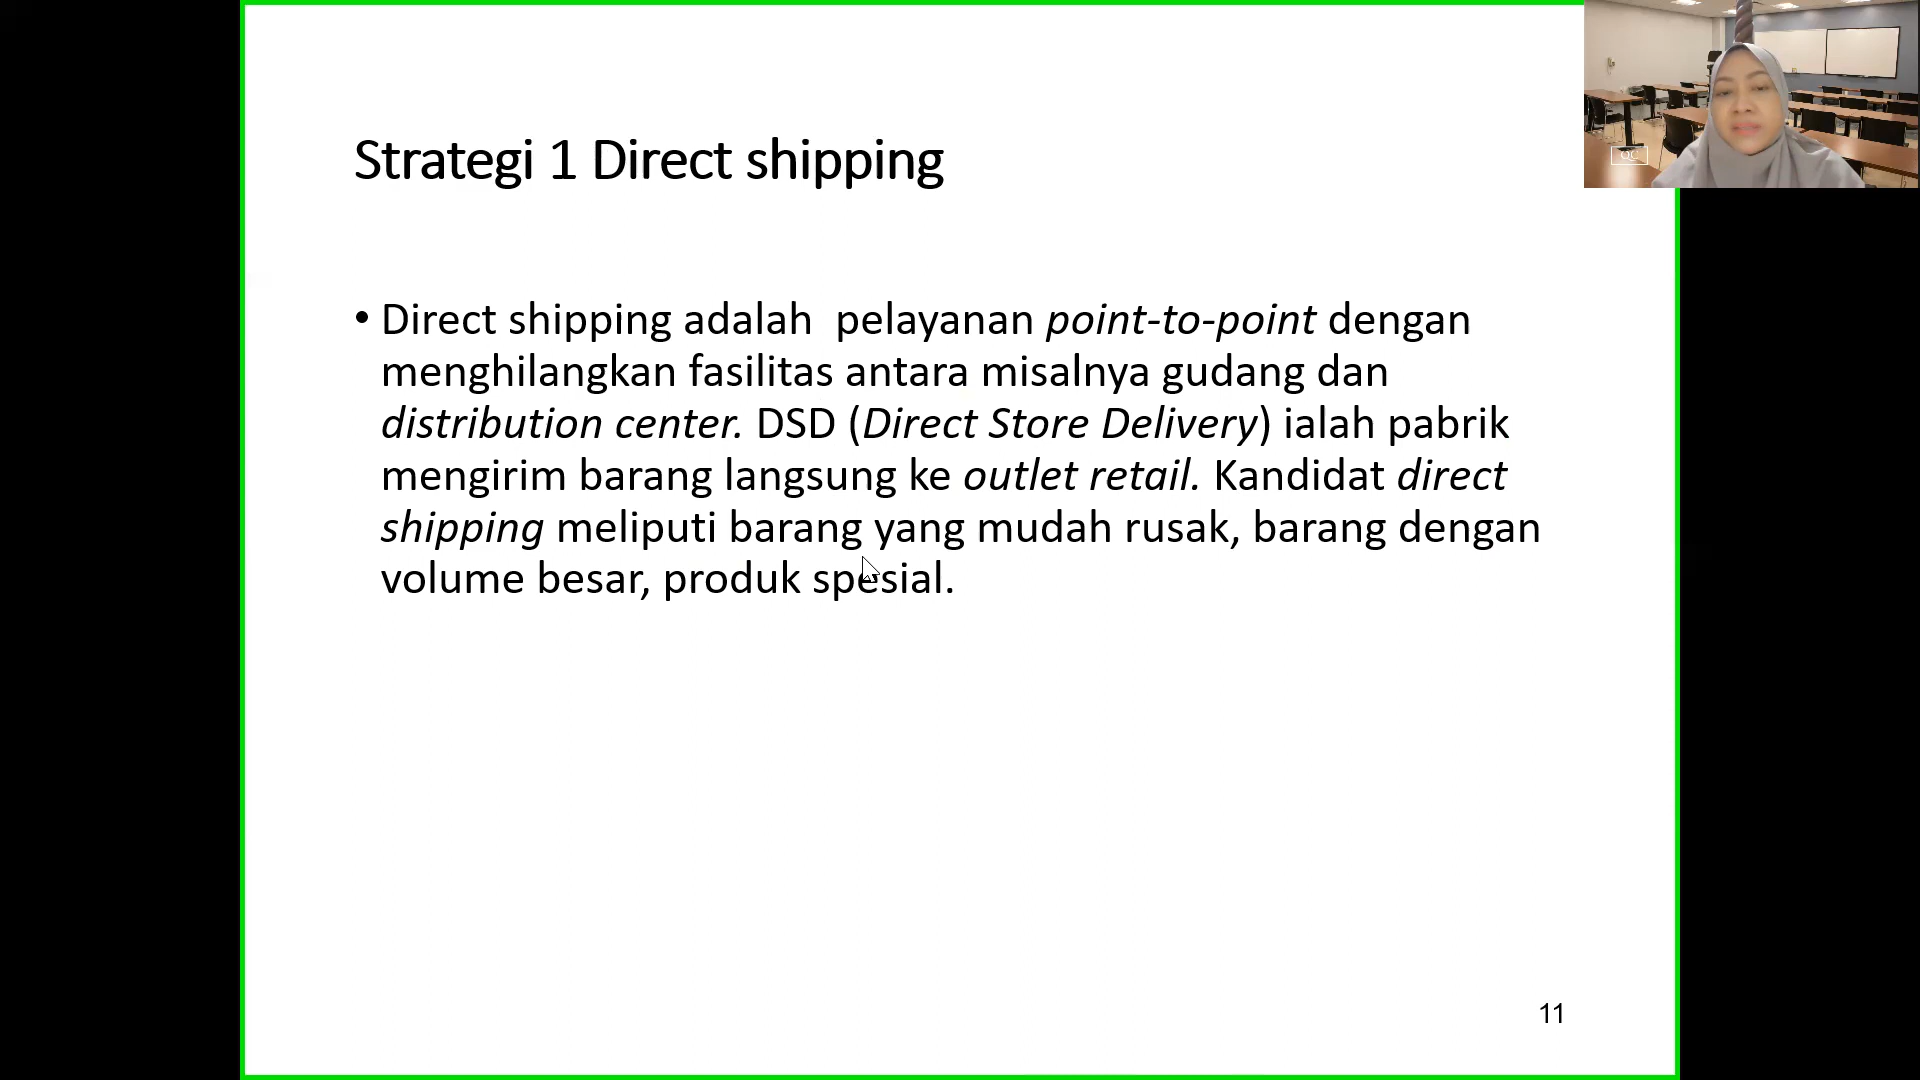 Strategi 1 Direct shipping
• Direct shipping adalah  pelayanan point-to-point dengan
menghilangkan fasilitas antara misalnya gudang dan
distribution center. DSD (Direct Store Delivery) ialah pabrik
mengirim barang langsung ke outlet retail. Kandidat direct
shipping meliputi barang yang mudah rusak, barang dengan
volume besar, produk spesial.
11